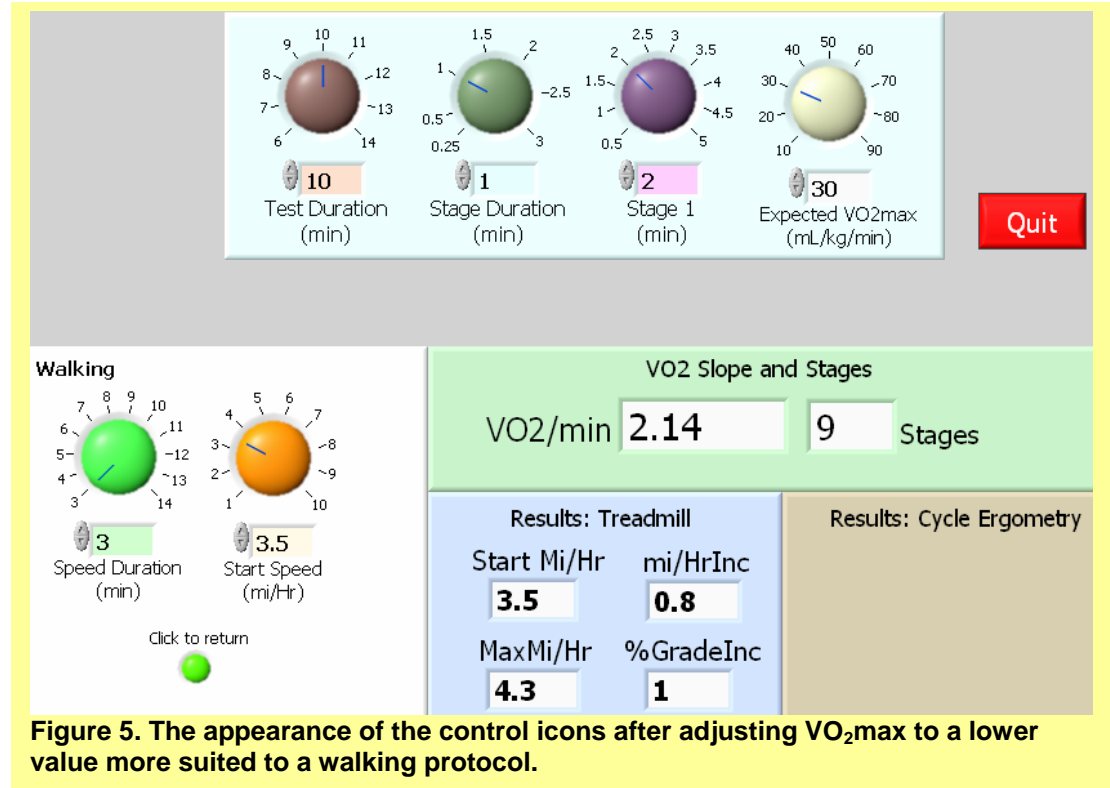 9 10 11
8 12
7 13
6 14
10
Test Duration
(min)
1.5 2
1 2.5
0.5
0.25 3
1
Stage Duration
(min)
2.5 3
2 3.5
1.5 4
1 4.5
0.5 5
2
Stage 1
(min)
40 50 60
30 70
20 80
10 90
30
Expected VO2max
(mL/kg/min)
Quit
Walking
7 8 9 10
6 11
5 12
4 13
3 14
3
Speed Duration
(min)
5 6
4 7
3 8
2 9
1 10
3.5
Start Speed
(mi/Hr)
Click to return
VO2 Slope and Stages
VO2/min 2.14 9 Stages
Results: Treadmill
Start Mi/Hr mi/HrInc
3.5 0.8
MaxMi/Hr %GradeInc
4.3 1
Results: Cycle Ergometry
Figure 5. The appearance of the control icons after adjusting VO₂max to a lower
value more suited to a walking protocol.